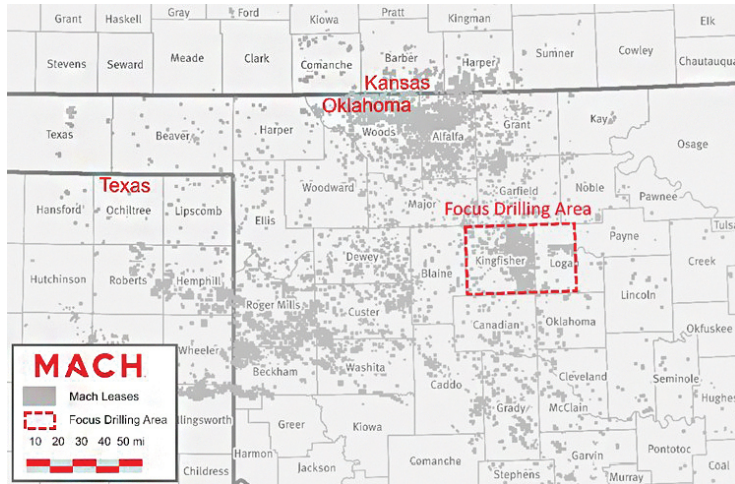 Grant
Haskell
Gray
Ford
Kiowa
Pratt
Kingman
Elk
Stevens
Seward
Meade
Clark
Comanche
Barber
Harper
Sumner
Cowley
Chautauqua
Kansas
Oklahoma
Texas
Beaver
Harper
Woods
Alfalfa
Grant
Kay
Osage
Texas
Woodward
Garfield
Noble
Pawnee
Hansford
Ochiltree
Lipscomb
Ellis
Major
Focus Drilling Area
Payne
Tulsa
Dewey
Blaine
Kingfisher
Loga
Creek
Hutchinson
Roberts
Hemphill
Roger Mills
Custer
Lincoln
Canadian
Oklahoma
Okfuskee
Wheeler
Beckham
Washita
Caddo
Cleveland
Seminole
Grady
McClain
Hughes
llingsworth
Greer
Kiowa
Harmon
Jackson
Comanche
Garvin
Pontotoc
Childress
Stephens
Murray
Coal
MACH
Mach Leases
Focus Drilling Area
10 20 30 40 50 mi